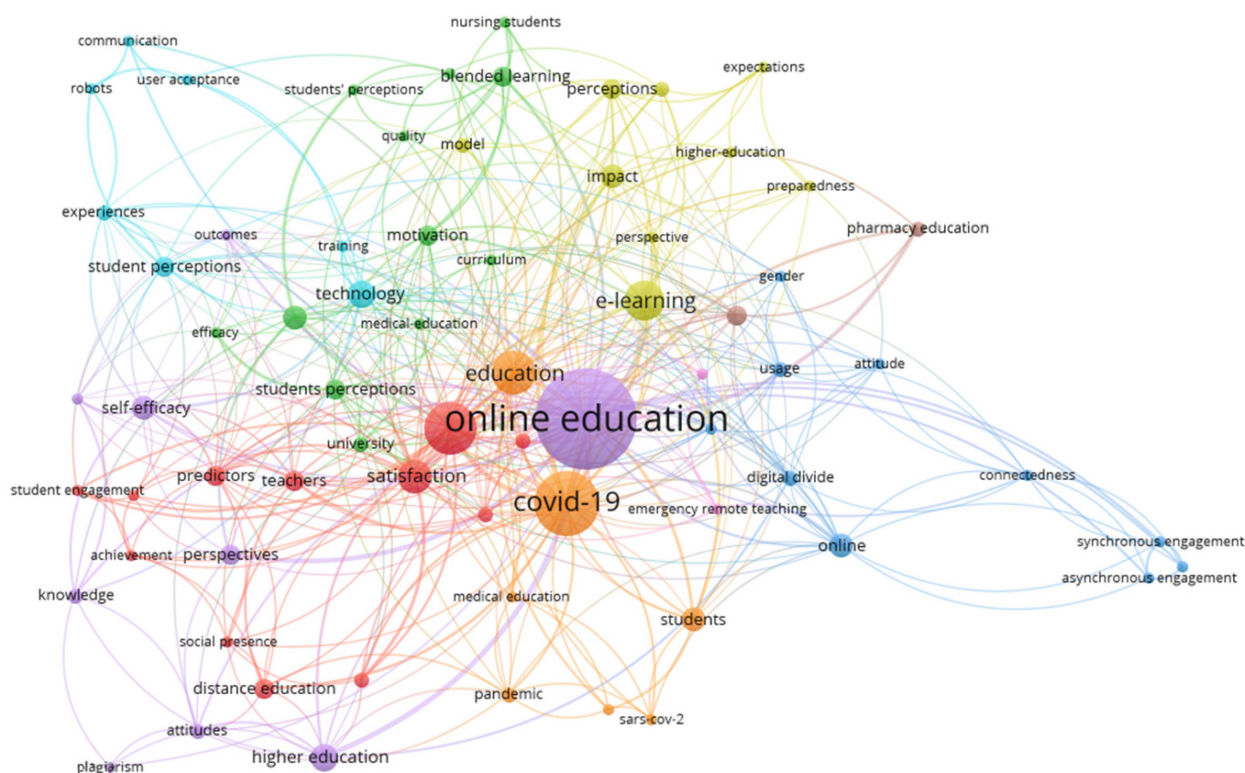 nursing students
communication
expectations
user acceptance
blended learning
robots
students' perceptions
perceptions
quality
model
higher-education
impact
preparedness
experiences
pharmacy education
outcomes
motivation
perspective
training
curriculum
student perceptions
gender
technology
e-learning
efficacy
medical-education
attitude
usage
education
students perceptions
self-efficacy
online education
university
predictors
teachers
satisfaction
digital divide
connectedness
student engagement
covid-19
emergency remote teaching
synchronous engagement
online
achievement
perspectives
asynchronous engagement
knowledge
medical education
students
social presence
distance education
pandemic
sars-cov-2
attitudes
higher education
plagiarism